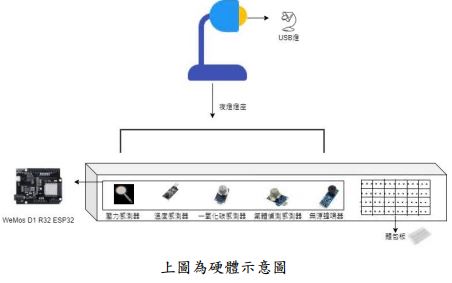 USB燈
夜燈燈座
WeMos D1 R32 ESP32
壓力感測器
溫度感測器
一氧化碳感測器
氣體偵測感測器
無源蜂鳴器
麵包板
上圖為硬體示意圖